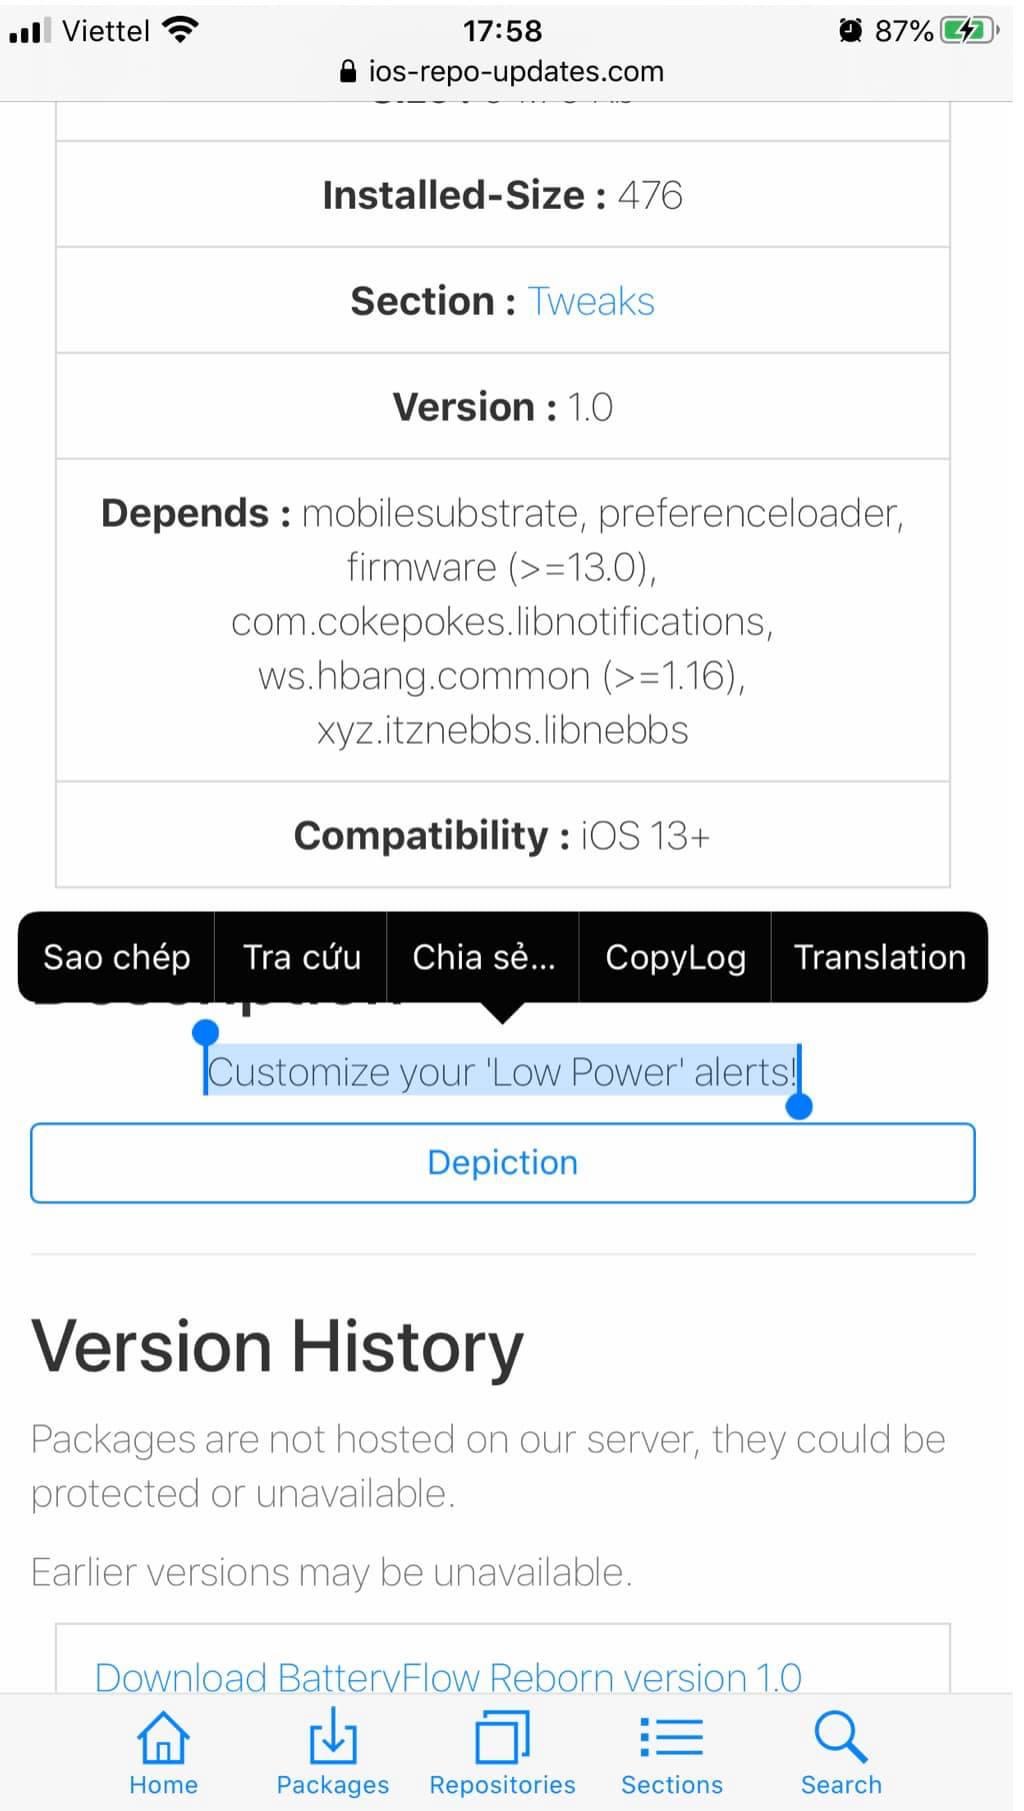 Viettel 17:58 87%
ios-repo-updates.com
Installed-Size : 476
Section : Tweaks
Version : 1.0
Depends : mobilesubstrate, preferenceloader,
firmware (>=13.0),
com.cokepokes.libnotifications,
ws.hbang.common (>=1.16),
xyz.itznebbs.libnebbs
Compatibility : iOS 13+
Sao chép Tra cứu Chia sẻ... CopyLog Translation
Customize your 'Low Power' alerts!
Depiction
Version History
Packages are not hosted on our server, they could be
protected or unavailable.
Earlier versions may be unavailable.
Download BatteryFlow Reborn version 1.0
Home Packages Repositories Sections Search